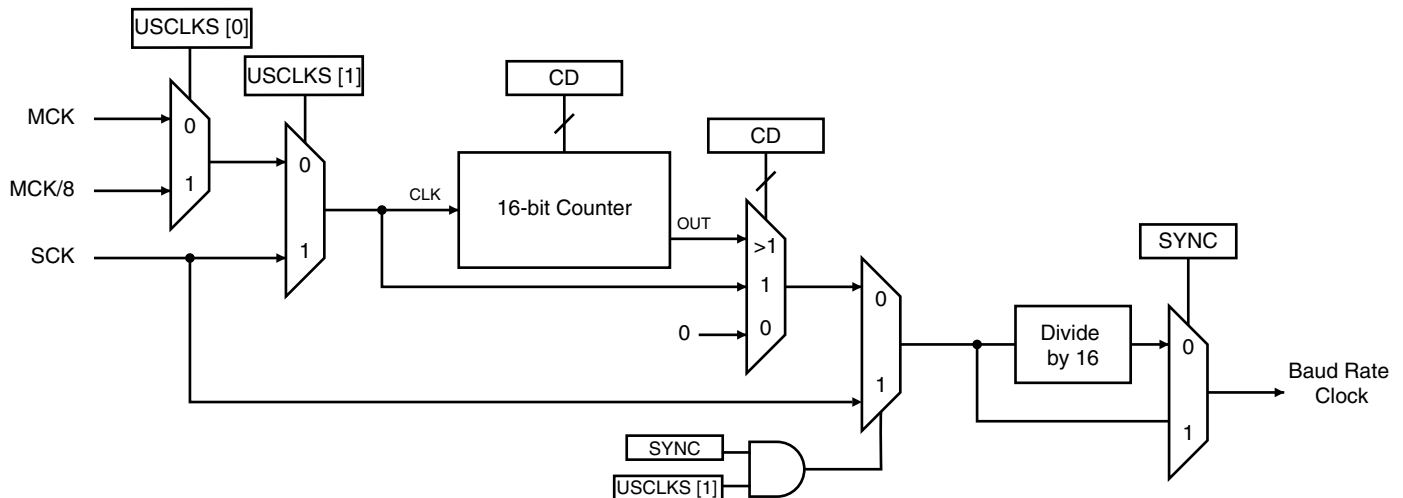 USCLKS [0]
USCLKS [1]
CD
CD
MCK
0
MCK/8
1
0
1
SCK
CLK
16-bit Counter
OUT
>1
1
0
0
SYNC
0
1
Divide
by 16
0
1
Baud Rate
Clock
SYNC
USCLKS [1]